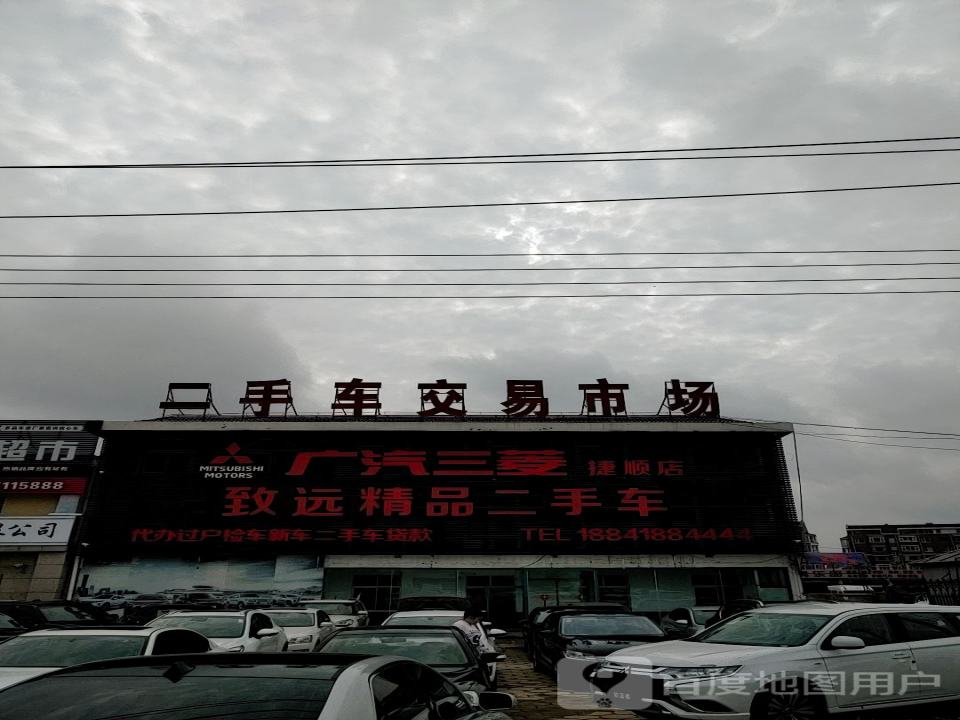 二手车交易市场
MITSUBISHI MOTORS 广汽三菱 捷顺店
致远精品二手车
代办过户检车新车二手车贷款 TEL 18841884444
超市
115888
公司
百度地图用户